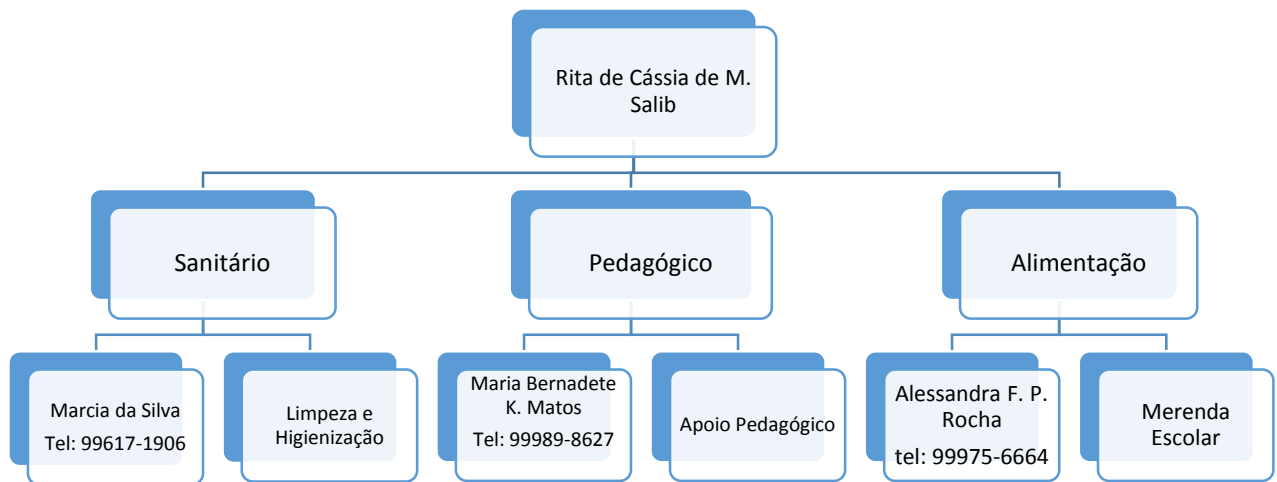 Rita de Cássia de M.
Salib
Sanitário
Pedagógico
Alimentação
Marcia da Silva
Tel: 99617-1906
Limpeza e
Higienização
Maria Bernadete
K. Matos
Tel: 99989-8627
Apoio Pedagógico
Alessandra F. P.
Rocha
tel: 99975-6664
Merenda
Escolar